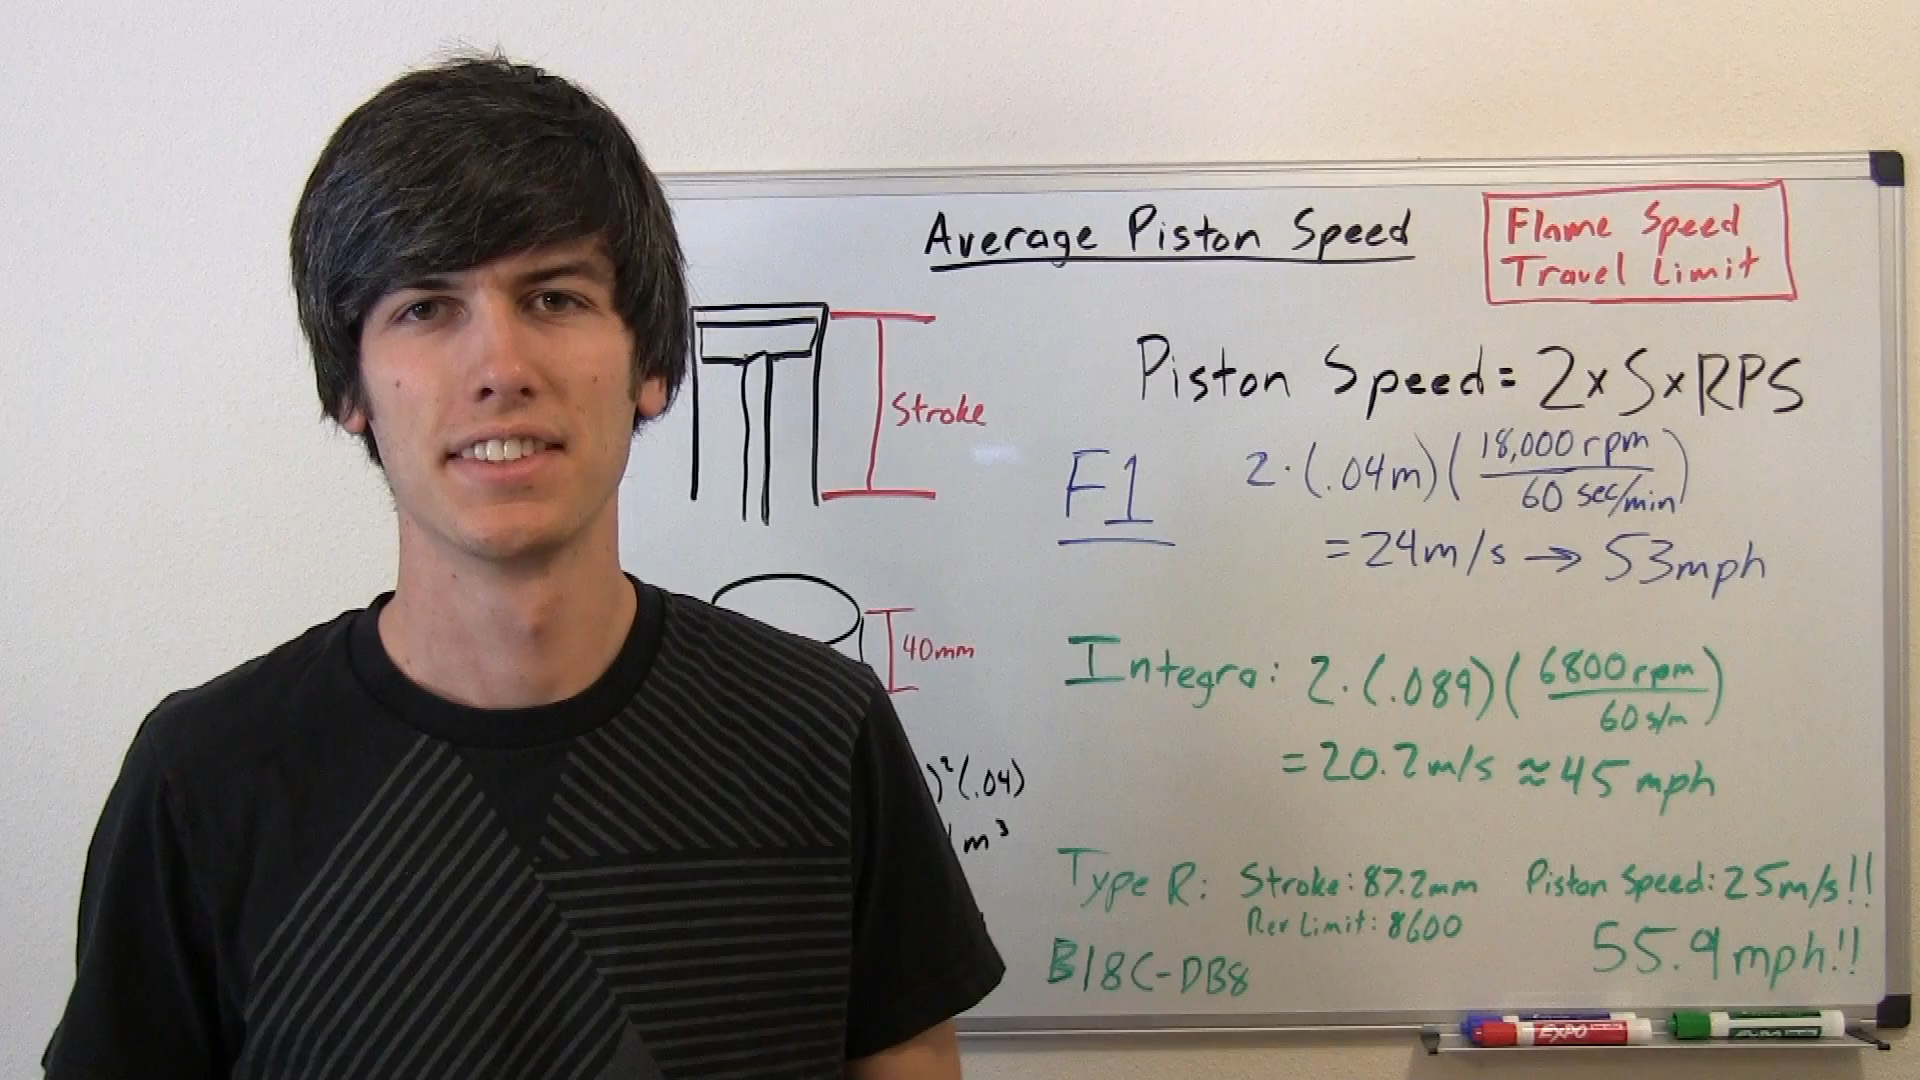 Average Piston Speed
Flame Speed
Travel Limit
Stroke
Piston Speed = 2 x S x RPS
F1
2 · (.04m) (18,000 rpm / 60 sec/min)
= 24m/s → 53mph
40mm
Integra: 2 · (.089) (6800 rpm / 60 s/m)
= 20.2m/s ≈ 45 mph
)²(.04)
m³
Type R: Stroke: 87.2mm
Rev Limit: 8600
Piston Speed: 25m/s!!
55.9mph!!
B18C-DB8
EXPO